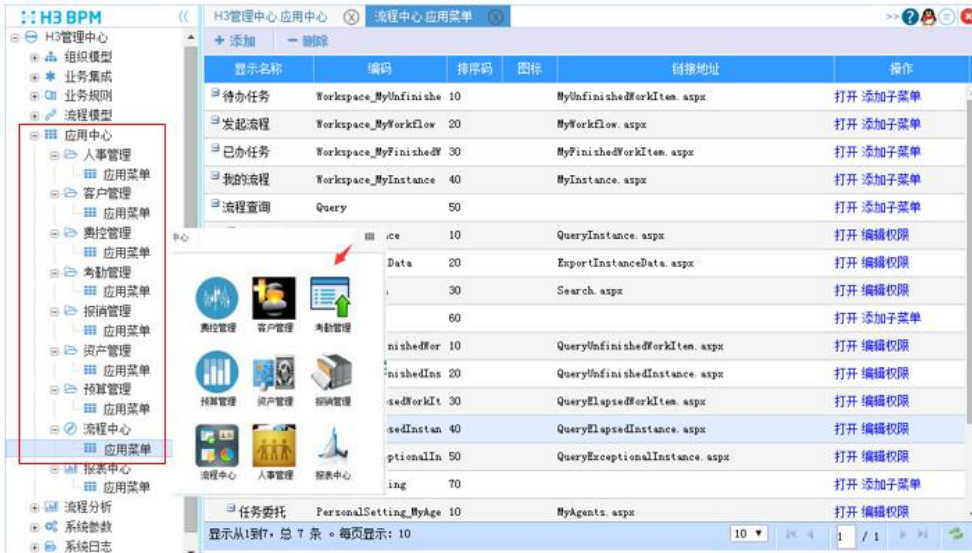 H3 BPM
H3管理中心
组织模型
业务集成
业务规则
流程模型
应用中心
人事管理
应用菜单
客户管理
应用菜单
费控管理
应用菜单
考勤管理
应用菜单
报销管理
应用菜单
资产管理
应用菜单
预算管理
应用菜单
流程中心
应用菜单
报表中心
应用菜单
流程分析
系统参数
系统日志
H3管理中心.应用中心 流程中心.应用菜单 >>
添加 删除
显示名称 编码 排序码 图标 链接地址 操作
待办任务 Workspace_MyUnfinishe 10 MyUnfinishedWorkItem.aspx 打开 添加子菜单
发起流程 Workspace_MyWorkflow 20 MyWorkflow.aspx 打开 添加子菜单
已办任务 Workspace_MyFinishedW 30 MyFinishedWorkItem.aspx 打开 添加子菜单
我的流程 Workspace_MyInstance 40 MyInstance.aspx 打开 添加子菜单
流程查询 Query 50 打开 添加子菜单
nce 10 QueryInstance.aspx 打开 编辑权限
Data 20 ExportInstanceData.aspx 打开 编辑权限
30 Search.aspx 打开 编辑权限
60 打开 添加子菜单
nishedWor 10 QueryUnfinishedWorkItem.aspx 打开 编辑权限
nishedIns 20 QueryUnfinishedInstance.aspx 打开 编辑权限
sedWorkIt 30 QueryElapsedWorkItem.aspx 打开 编辑权限
sedInstan 40 QueryElapsedInstance.aspx 打开 编辑权限
ptionalIn 50 QueryExceptionalInstance.aspx 打开 编辑权限
ing 70 打开 添加子菜单
任务委托 PersonalSetting_MyAge 10 MyAgents.aspx 打开 编辑权限
显示从1到7，总 7 条 。每页显示：10
10 1 / 1
中心
费控管理 客户管理 考勤管理
预算管理 资产管理 报销管理
流程中心 人事管理 报表中心